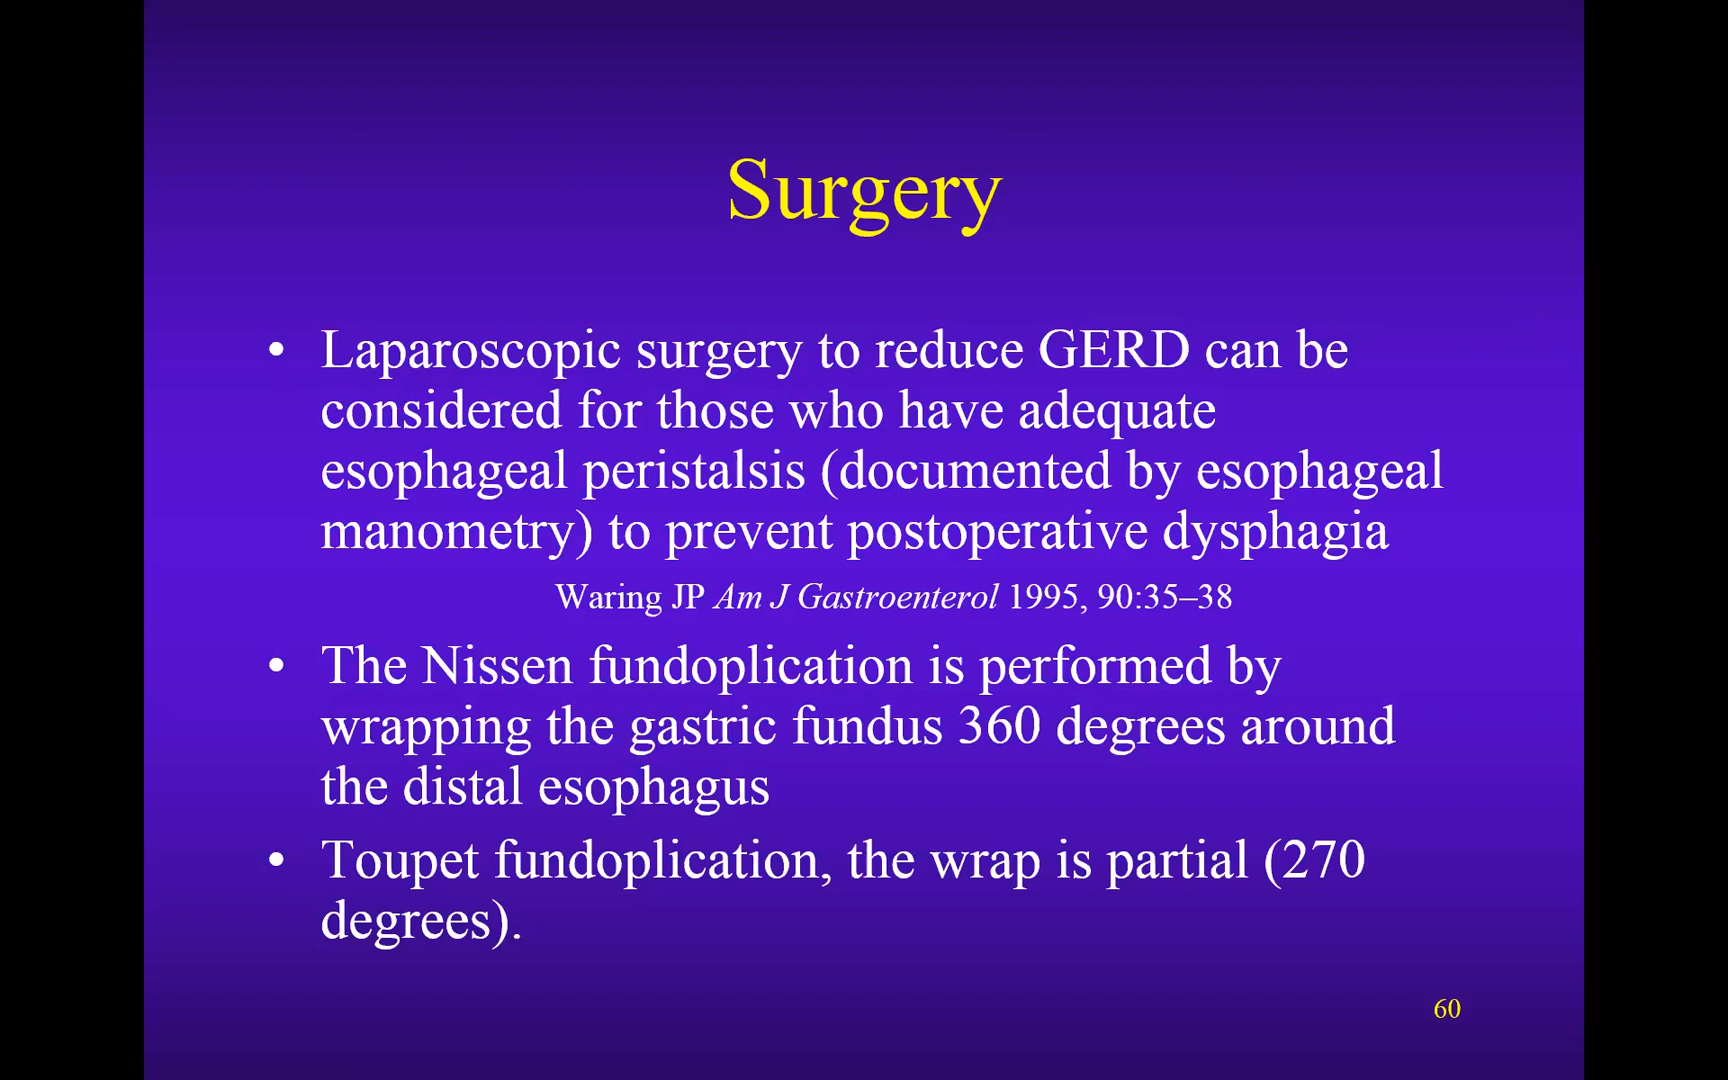 Surgery
• Laparoscopic surgery to reduce GERD can be
considered for those who have adequate
esophageal peristalsis (documented by esophageal
manometry) to prevent postoperative dysphagia
Waring JP Am J Gastroenterol 1995, 90:35–38
• The Nissen fundoplication is performed by
wrapping the gastric fundus 360 degrees around
the distal esophagus
• Toupet fundoplication, the wrap is partial (270
degrees).
60